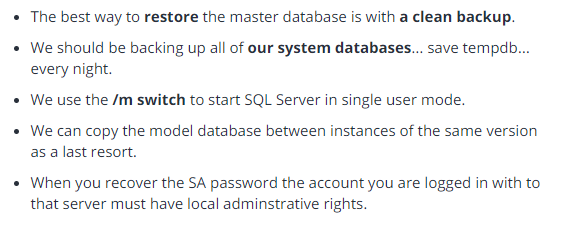 The best way to restore the master database is with a clean backup.
We should be backing up all of our system databases... save tempdb...
every night.
We use the /m switch to start SQL Server in single user mode.
We can copy the model database between instances of the same version
as a last resort.
When you recover the SA password the account you are logged in with to
that server must have local adminstrative rights.